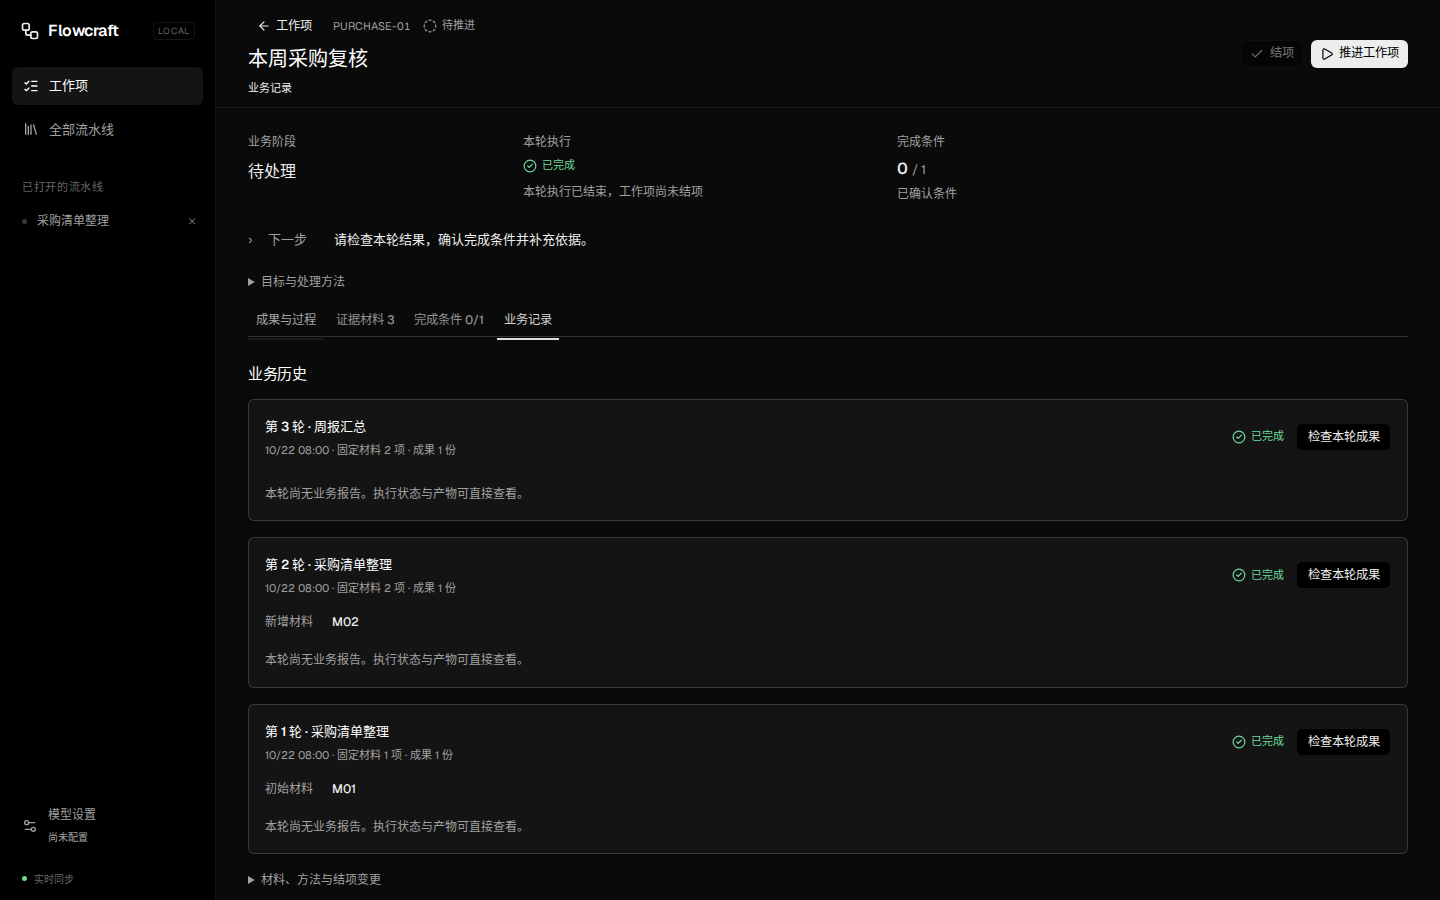 Flowcraft
LOCAL
工作项
全部流水线
已打开的流水线
采购清单整理
模型设置
尚未配置
实时同步
工作项 PURCHASE-01 待推进
本周采购复核
业务记录
结项
推进工作项
业务阶段
待处理
本轮执行
已完成
本轮执行已结束，工作项尚未结项
完成条件
0 / 1
已确认条件
下一步 请检查本轮结果，确认完成条件并补充依据。
目标与处理方法
成果与过程 证据材料 3 完成条件 0/1 业务记录
业务历史
第 3 轮 · 周报汇总
10/22 08:00 · 固定材料 2 项 · 成果 1 份
已完成 检查本轮成果
本轮尚无业务报告。执行状态与产物可直接查看。
第 2 轮 · 采购清单整理
10/22 08:00 · 固定材料 2 项 · 成果 1 份
已完成 检查本轮成果
新增材料 M02
本轮尚无业务报告。执行状态与产物可直接查看。
第 1 轮 · 采购清单整理
10/22 08:00 · 固定材料 1 项 · 成果 1 份
已完成 检查本轮成果
初始材料 M01
本轮尚无业务报告。执行状态与产物可直接查看。
材料、方法与结项变更